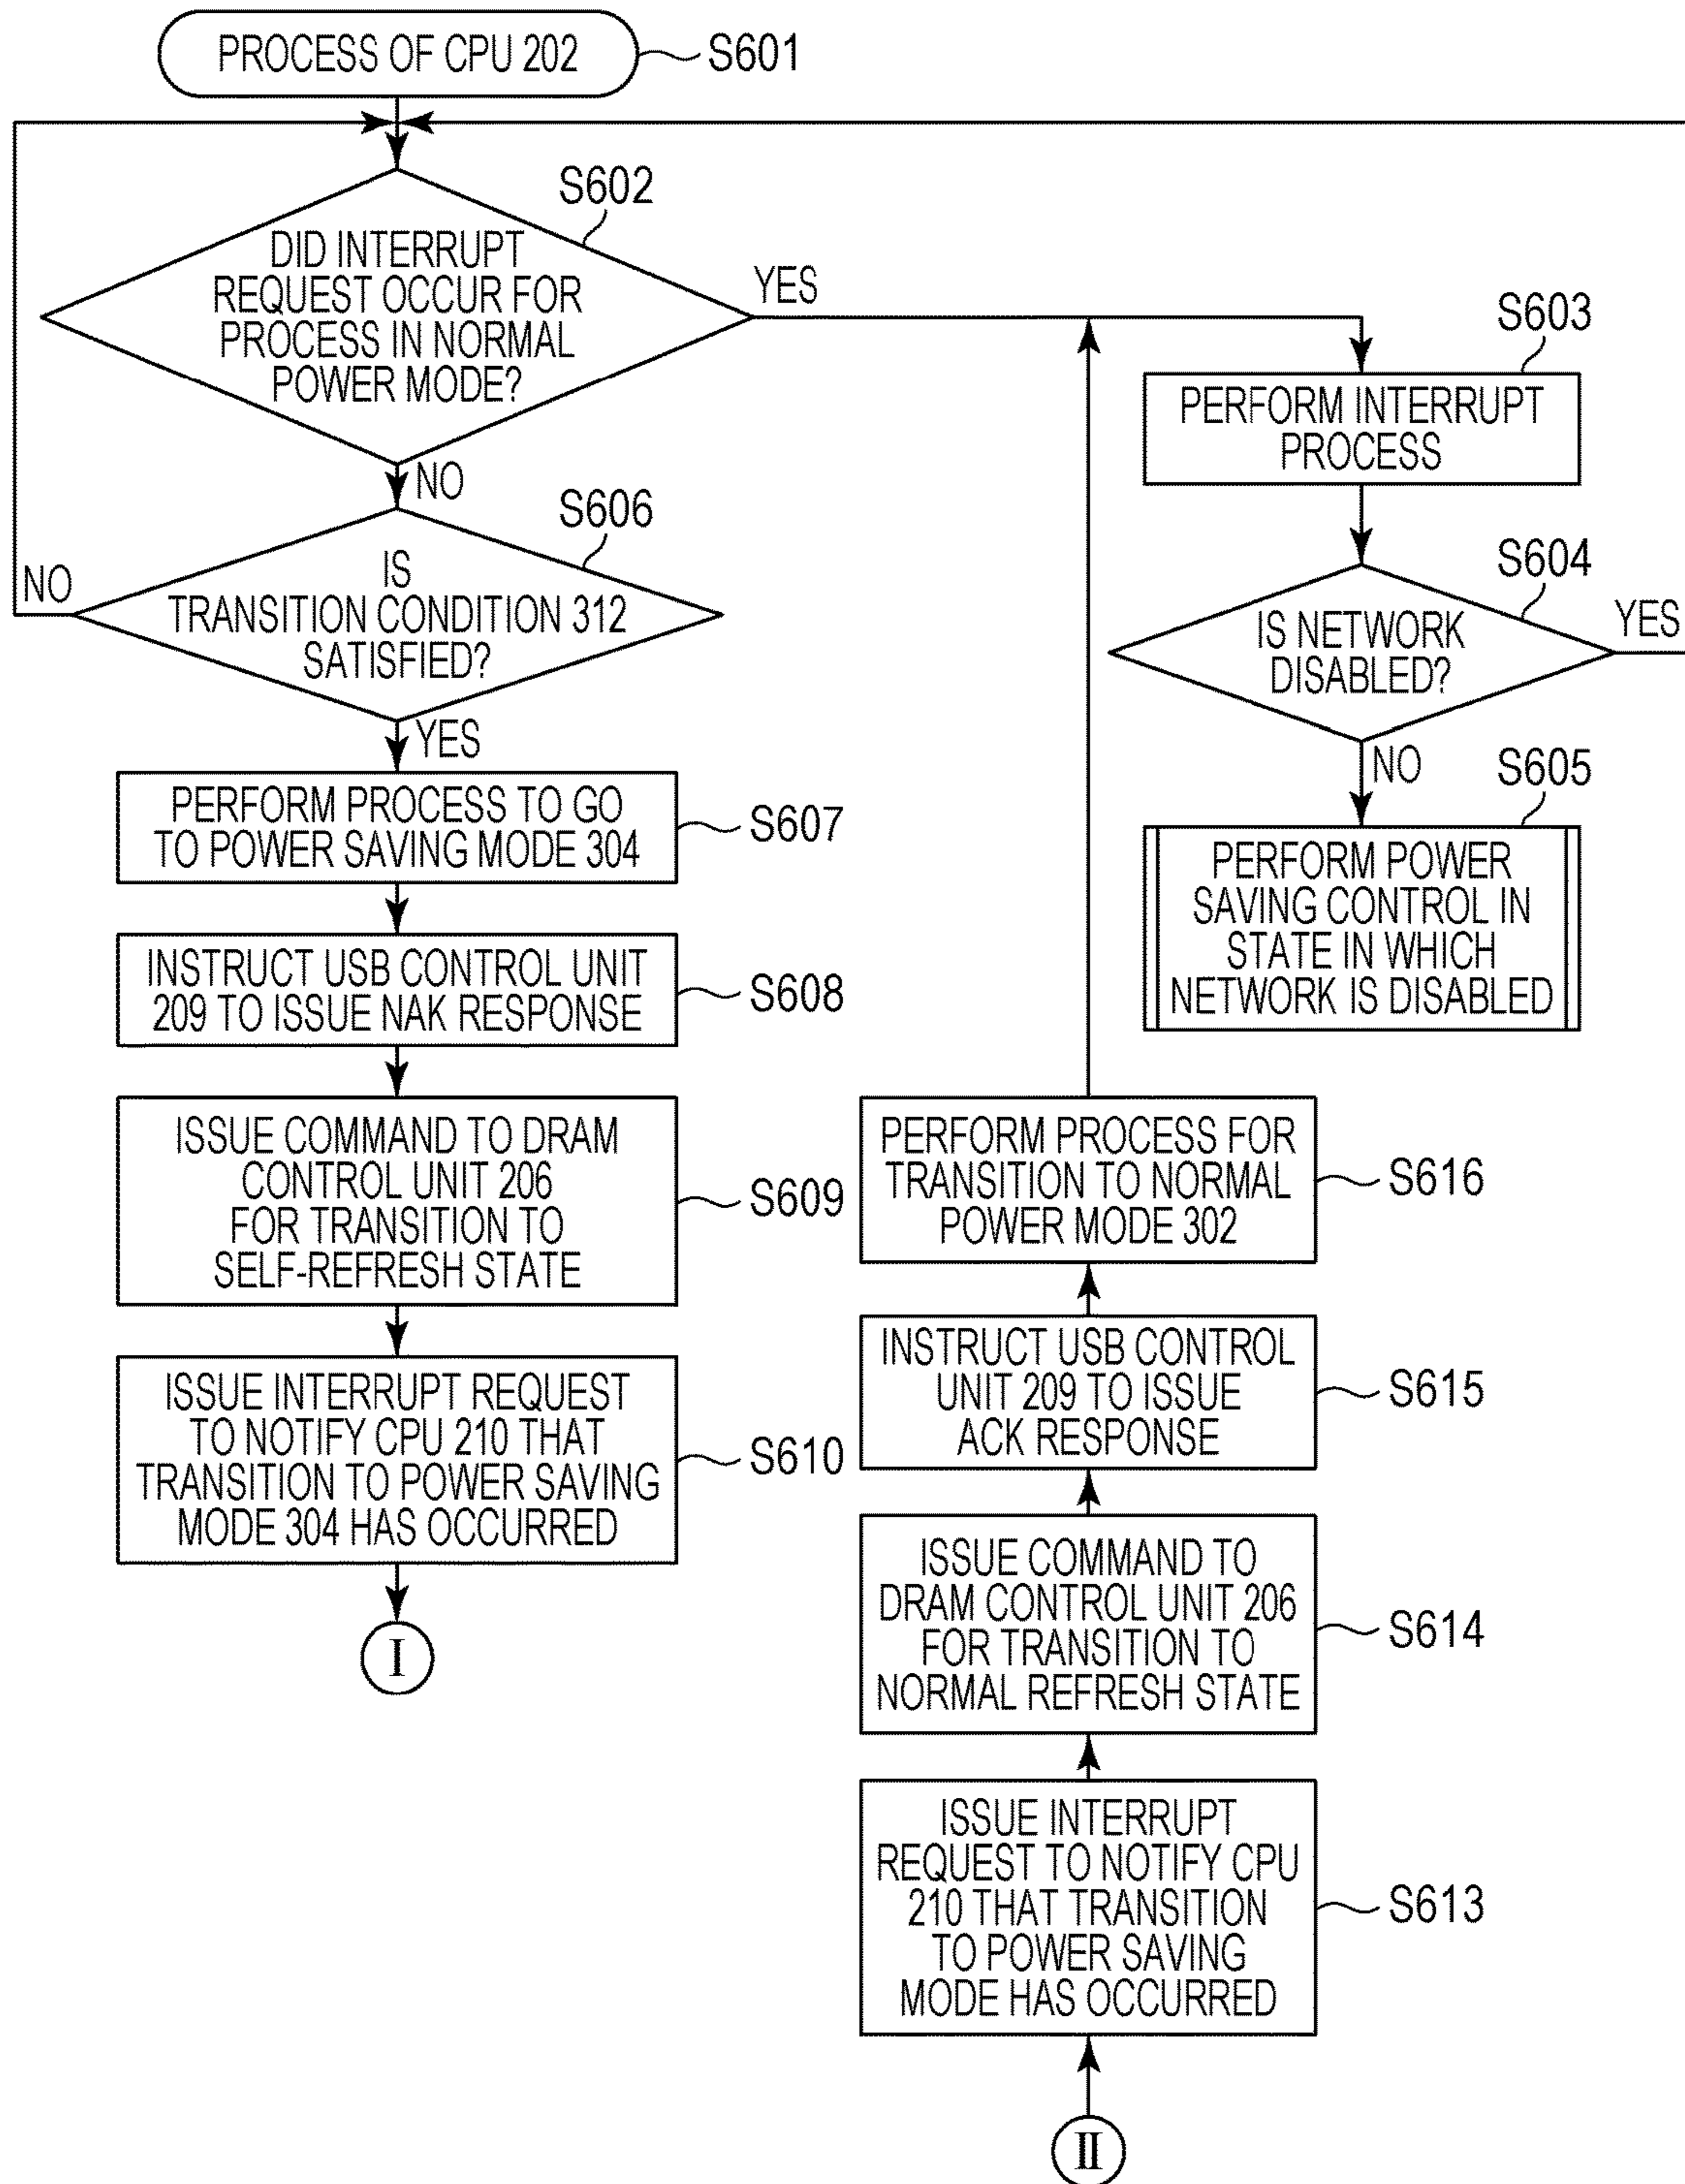 PROCESS OF CPU 202
S601
S602
DID INTERRUPT
REQUEST OCCUR FOR
PROCESS IN NORMAL
POWER MODE?
YES
NO
S603
PERFORM INTERRUPT
PROCESS
S604
IS NETWORK
DISABLED?
YES
NO
S605
PERFORM POWER
SAVING CONTROL IN
STATE IN WHICH
NETWORK IS DISABLED
S606
IS
TRANSITION CONDITION 312
SATISFIED?
NO
YES
PERFORM PROCESS TO GO
TO POWER SAVING MODE 304
S607
INSTRUCT USB CONTROL UNIT
209 TO ISSUE NAK RESPONSE
S608
ISSUE COMMAND TO DRAM
CONTROL UNIT 206
FOR TRANSITION TO
SELF-REFRESH STATE
S609
ISSUE INTERRUPT REQUEST
TO NOTIFY CPU 210 THAT
TRANSITION TO POWER SAVING
MODE 304 HAS OCCURRED
S610
I
PERFORM PROCESS FOR
TRANSITION TO NORMAL
POWER MODE 302
S616
INSTRUCT USB CONTROL
UNIT 209 TO ISSUE
ACK RESPONSE
S615
ISSUE COMMAND TO
DRAM CONTROL UNIT 206
FOR TRANSITION TO
NORMAL REFRESH STATE
S614
ISSUE INTERRUPT
REQUEST TO NOTIFY CPU
210 THAT TRANSITION
TO POWER SAVING
MODE HAS OCCURRED
S613
II